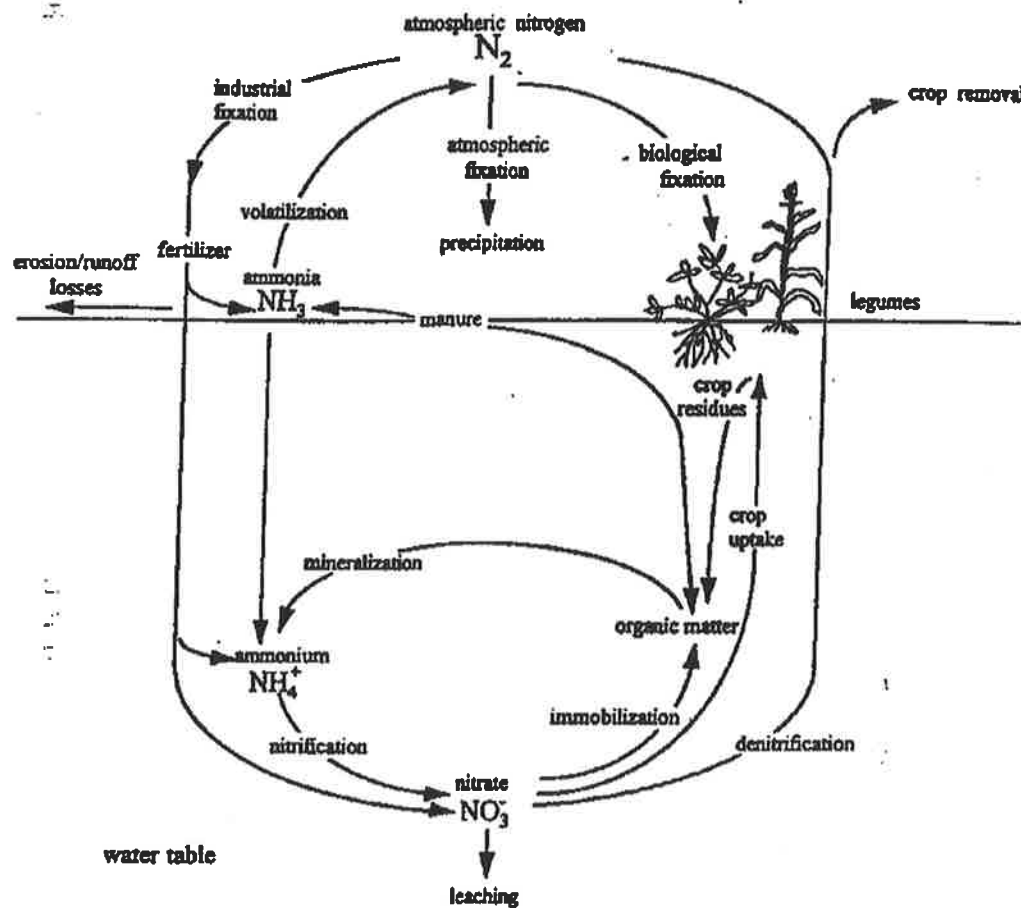 atmospheric nitrogen
N₂
industrial
fixation
crop removal
atmospheric
fixation
biological
fixation
volatilization
precipitation
fertilizer
erosion/runoff
losses
ammonia
NH₃
manure
legumes
crop
residues
crop
uptake
mineralization
organic matter
ammonium
NH₄⁺
immobilization
nitrification
denitrification
nitrate
NO₃⁻
water table
leaching